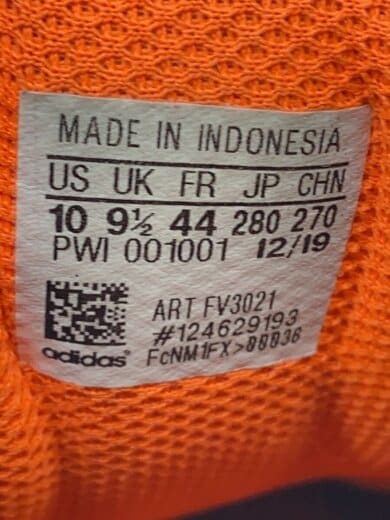 MADE IN INDONESIA
US UK FR JP CHN
10 9½ 44 280 270
PWI 001001 12/19
ART FV3021
#124629193
adidas FcNM1FX>00036